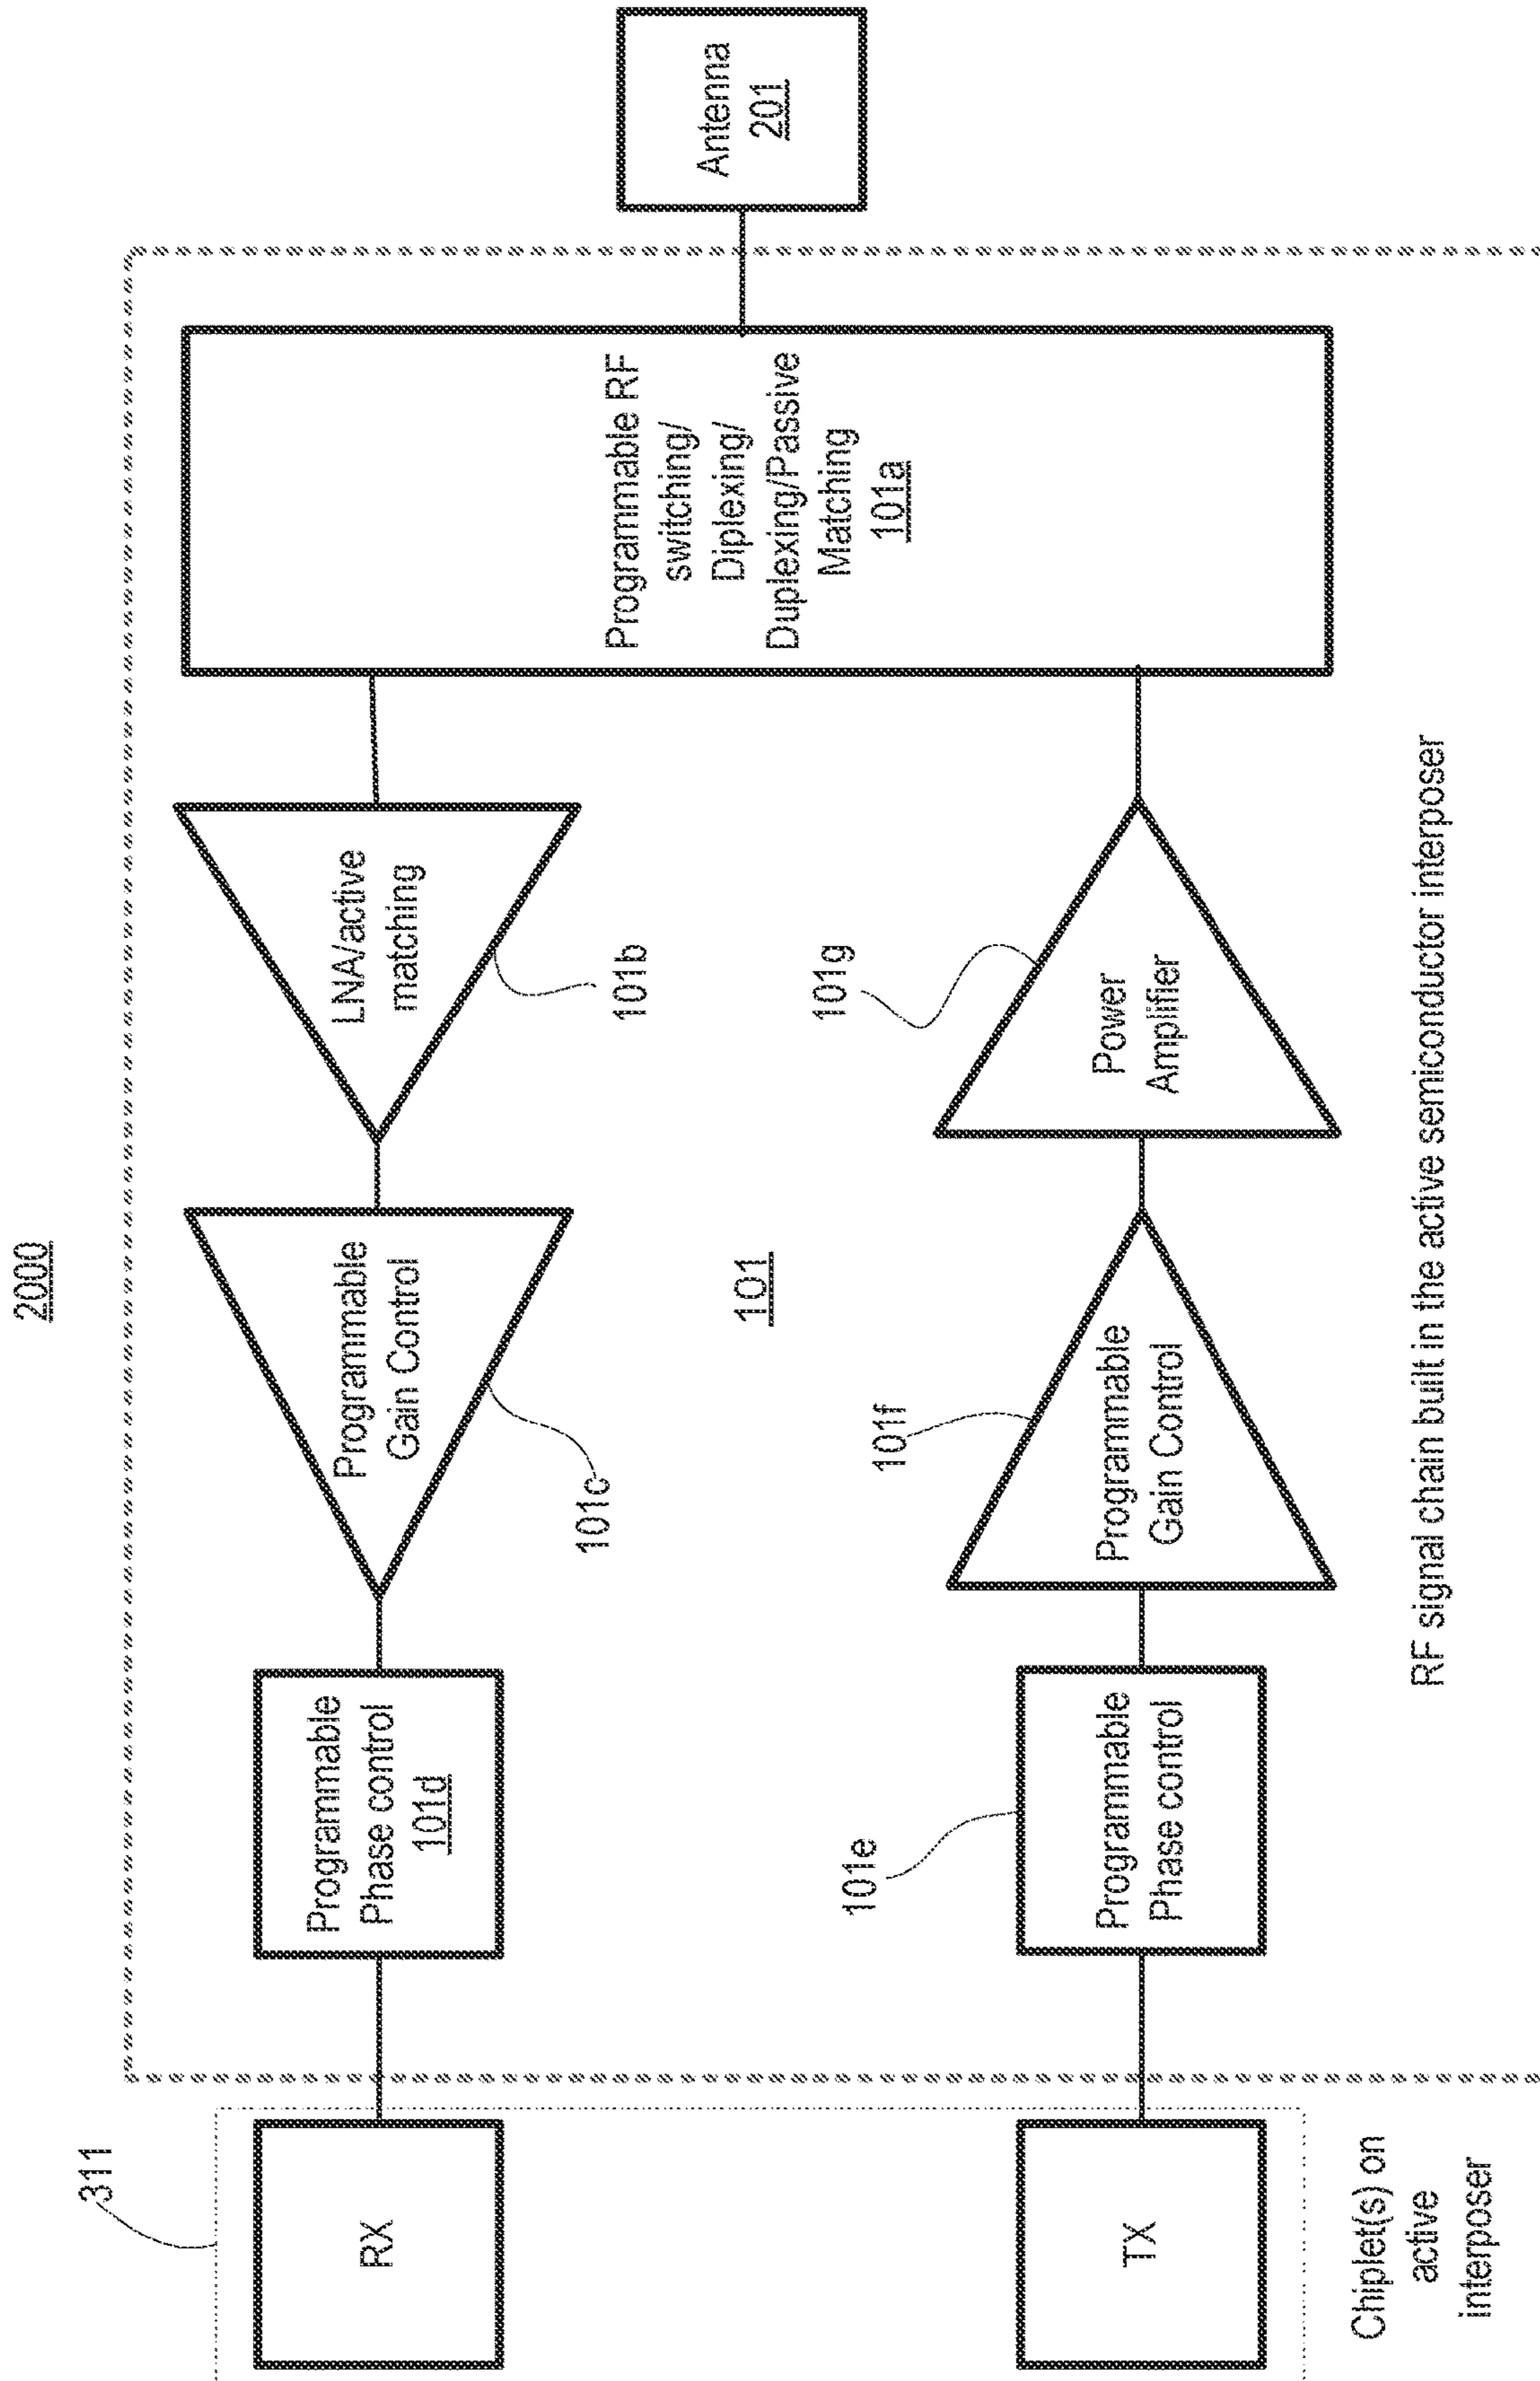 2000
311
RX
Programmable
Phase control
101d
Programmable
Gain Control
101c
LNA/active
matching
101b
Programmable RF
switching/
Diplexing/
Duplexing/Passive
Matching
101a
Antenna
201
101
TX
101e
Programmable
Phase control
101f
Programmable
Gain Control
101g
Power
Amplifier
Chiplet(s) on
active
interposer
RF signal chain built in the active semiconductor interposer